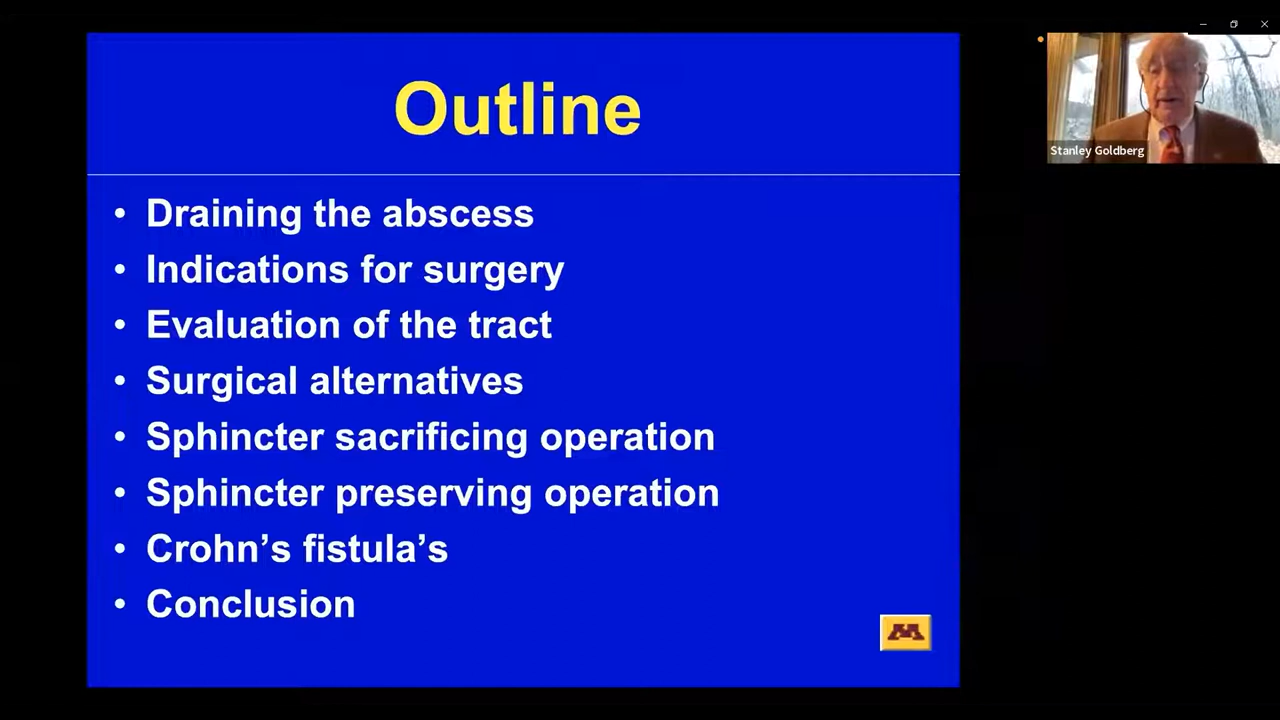 Outline
• Draining the abscess
• Indications for surgery
• Evaluation of the tract
• Surgical alternatives
• Sphincter sacrificing operation
• Sphincter preserving operation
• Crohn’s fistula’s
• Conclusion
M
Stanley Goldberg